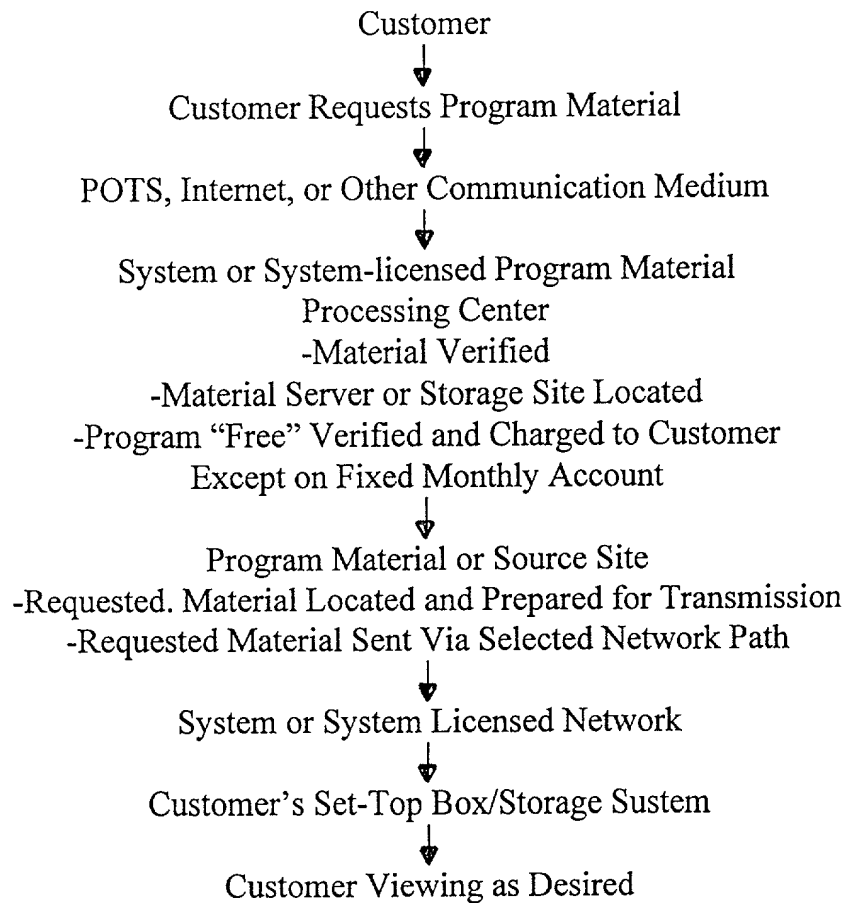 Customer
Customer Requests Program Material
POTS, Internet, or Other Communication Medium
System or System-licensed Program Material
Processing Center
-Material Verified
-Material Server or Storage Site Located
-Program “Free” Verified and Charged to Customer
Except on Fixed Monthly Account
Program Material or Source Site
-Requested. Material Located and Prepared for Transmission
-Requested Material Sent Via Selected Network Path
System or System Licensed Network
Customer’s Set-Top Box/Storage Sustem
Customer Viewing as Desired